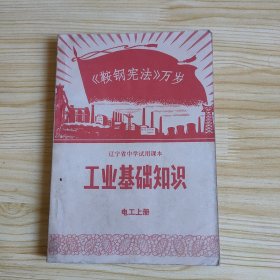 《鞍钢宪法》万岁
辽宁省中学试用课本
工业基础知识
电工上册